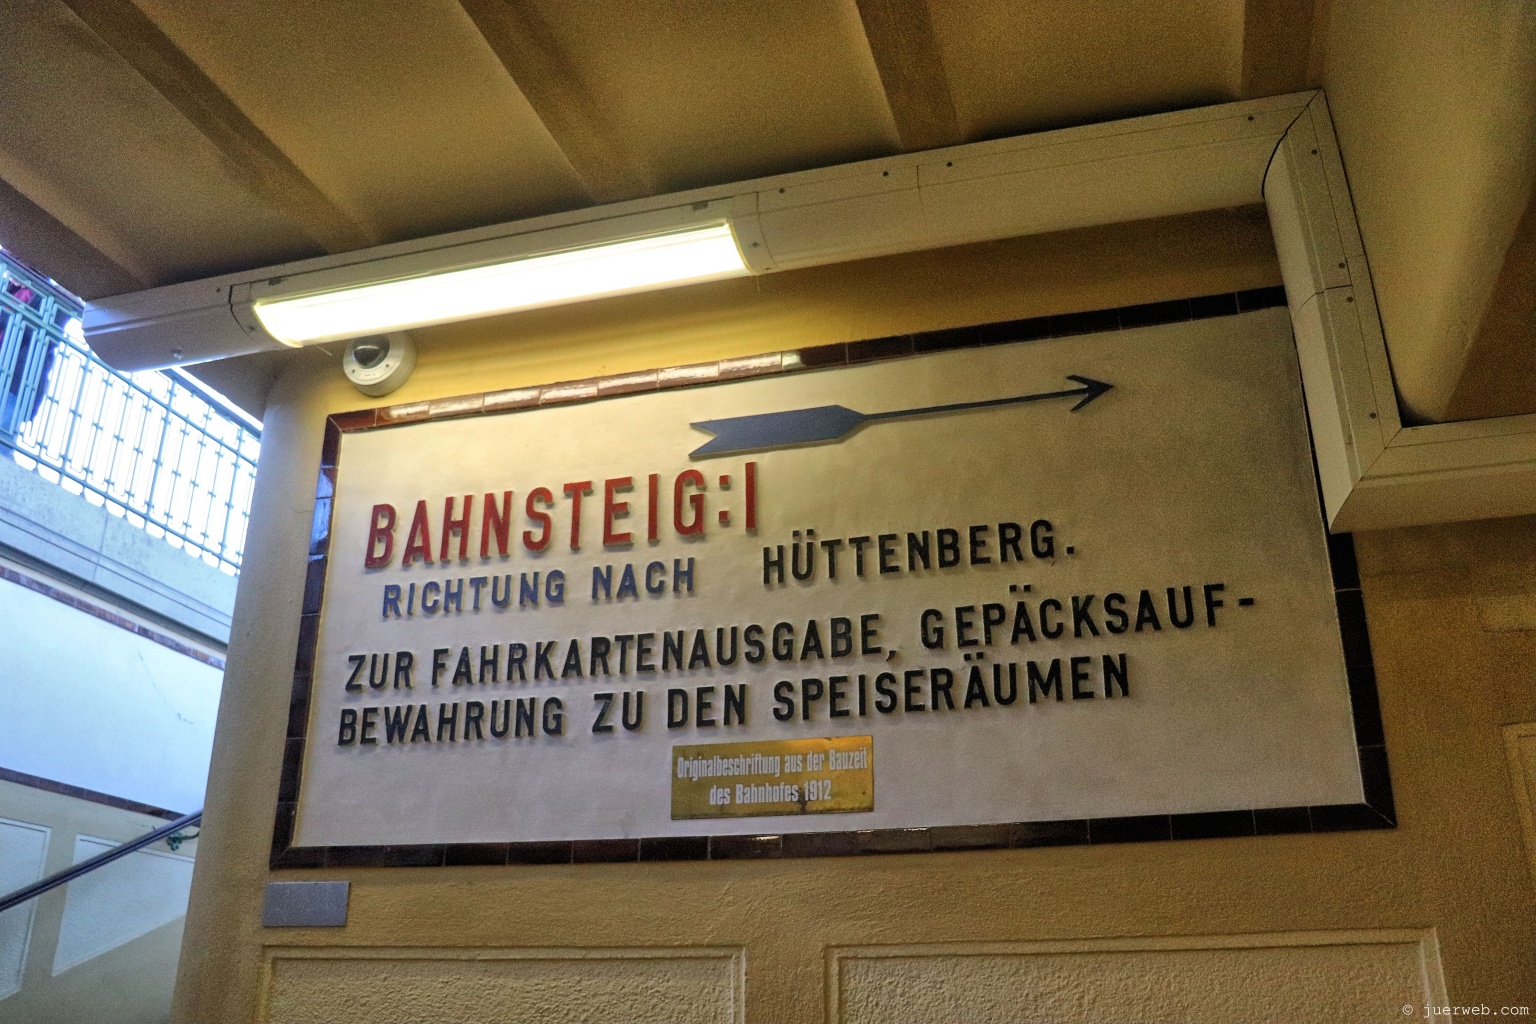 BAHNSTEIG:I
RICHTUNG NACH HÜTTENBERG.
ZUR FAHRKARTENAUSGABE, GEPÄCKSAUF-
BEWAHRUNG ZU DEN SPEISERÄUMEN
Originalbeschriftung aus der Bauzeit
des Bahnhofes 1912
© juerweb.com